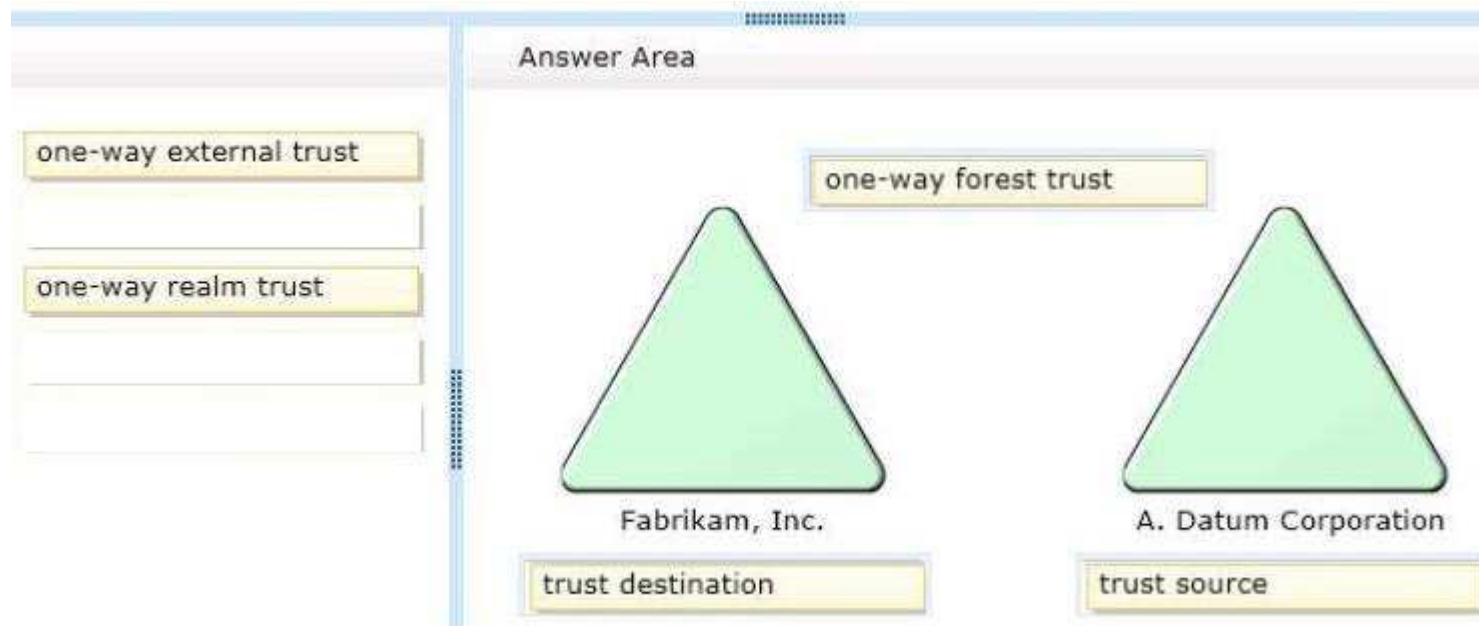 Answer Area
one-way external trust
one-way realm trust
one-way forest trust
Fabrikam, Inc.
A. Datum Corporation
trust destination
trust source